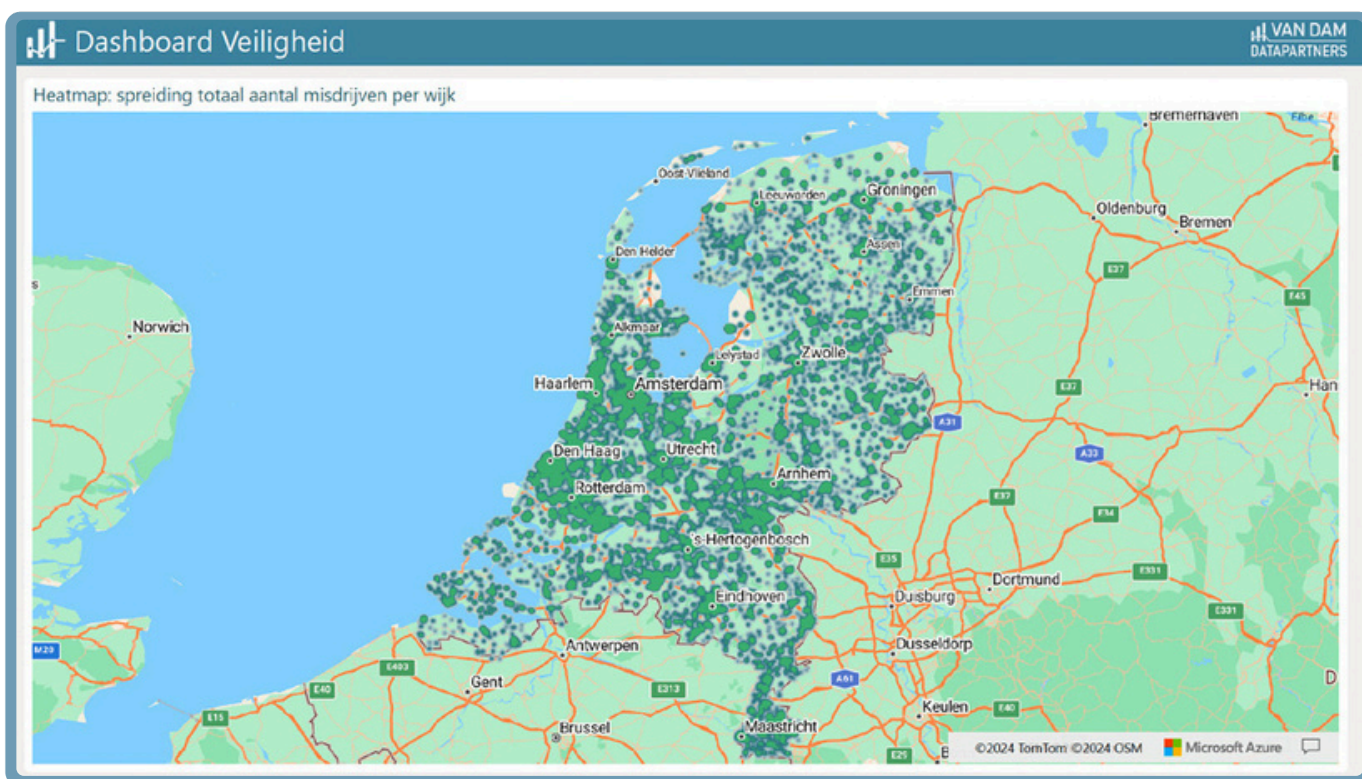 Dashboard Veiligheid
VAN DAM
DATAPARTNERS
Heatmap: spreiding totaal aantal misdrijven per wijk
Bremerhaven
Elbe
Oost-Vlieland
Leeuwarden
Groningen
Oldenburg
Bremen
Den Helder
Assen
E37
Emmen
E45
Norwich
Alkmaar
Lelystad
Zwolle
Haarlem
Amsterdam
E37
Han
A31
Den Haag
Utrecht
A33
Arnhem
Rotterdam
E37
E34
's-Hertogenbosch
E35
E331
Dortmund
Eindhoven
Duisburg
E331
Antwerpen
M20
Dusseldorp
E403
Gent
E313
A61
E40
D
E15
Maastricht
Keulen
E40
Brussel
E25
B
©2024 TomTom ©2024 OSM
Microsoft Azure